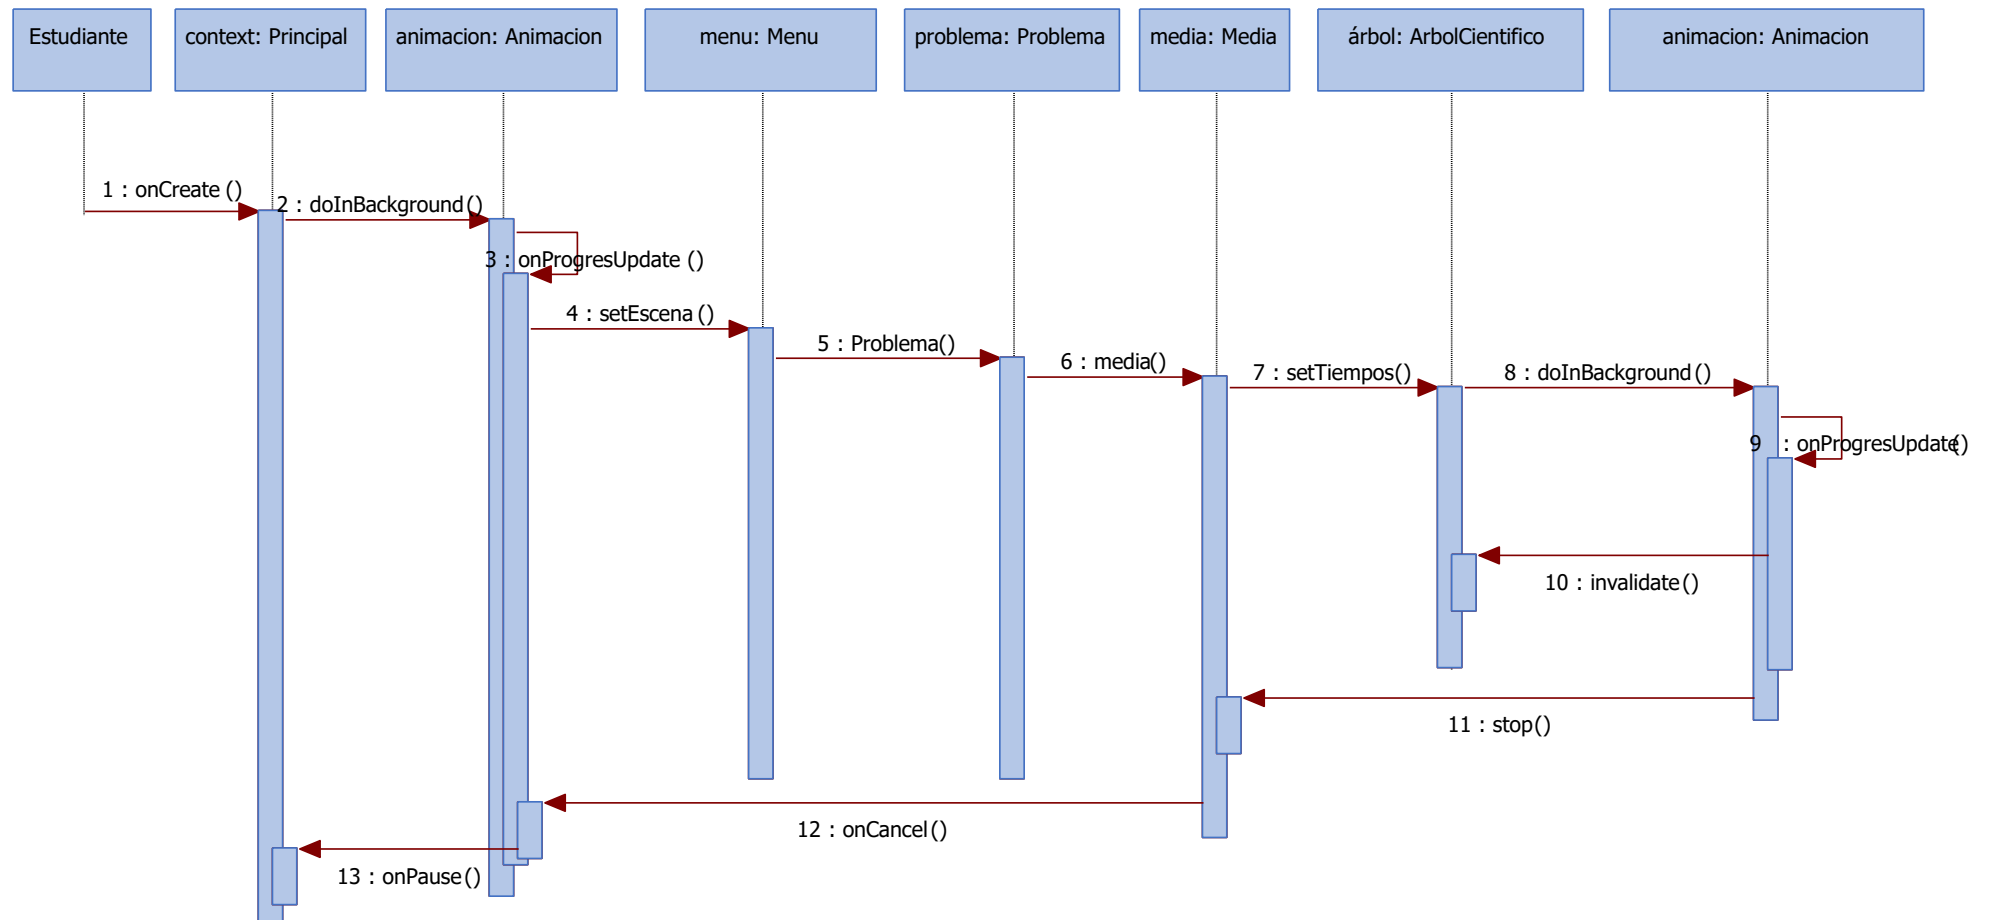 Estudiante
context: Principal
animacion: Animacion
menu: Menu
problema: Problema
media: Media
árbol: ArbolCientifico
animacion: Animacion
1 : onCreate ()
2 : doInBackground()
3 : onProgresUpdate ()
4 : setEscena ()
5 : Problema()
6 : media()
7 : setTiempos()
8 : doInBackground()
9 : onProgresUpdate()
10 : invalidate()
11 : stop()
12 : onCancel()
13 : onPause()